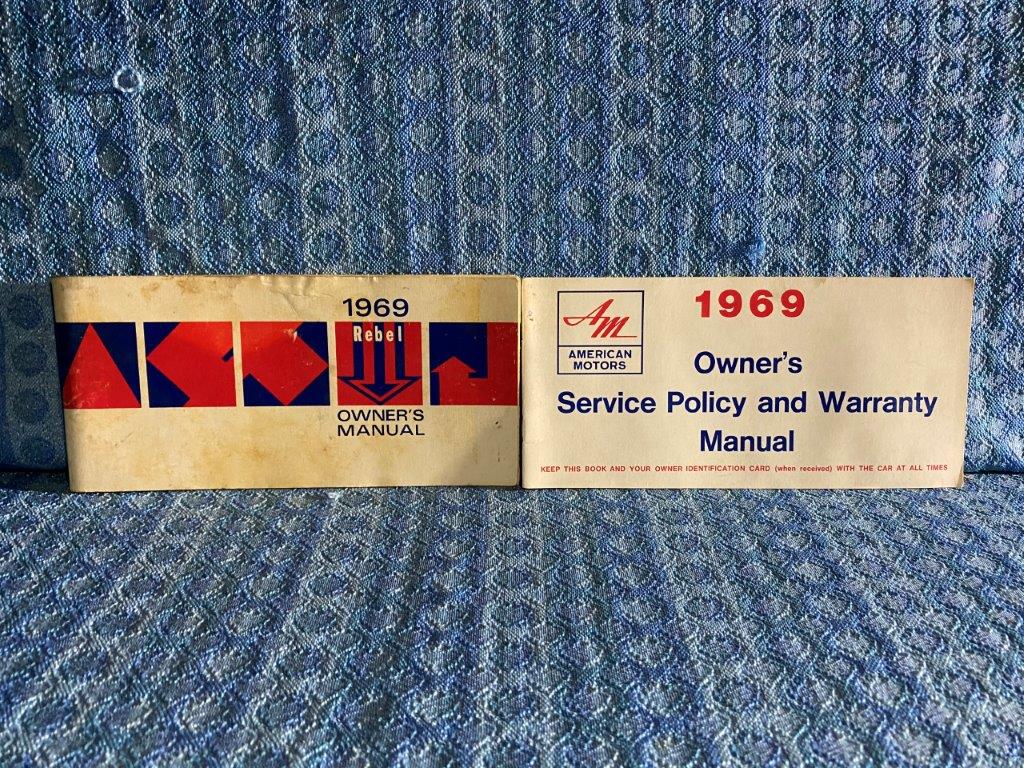 1969
Rebel
OWNER'S
MANUAL
AM
AMERICAN
MOTORS
1969
Owner's
Service Policy and Warranty
Manual
KEEP THIS BOOK AND YOUR OWNER IDENTIFICATION CARD (when received) WITH THE CAR AT ALL TIMES